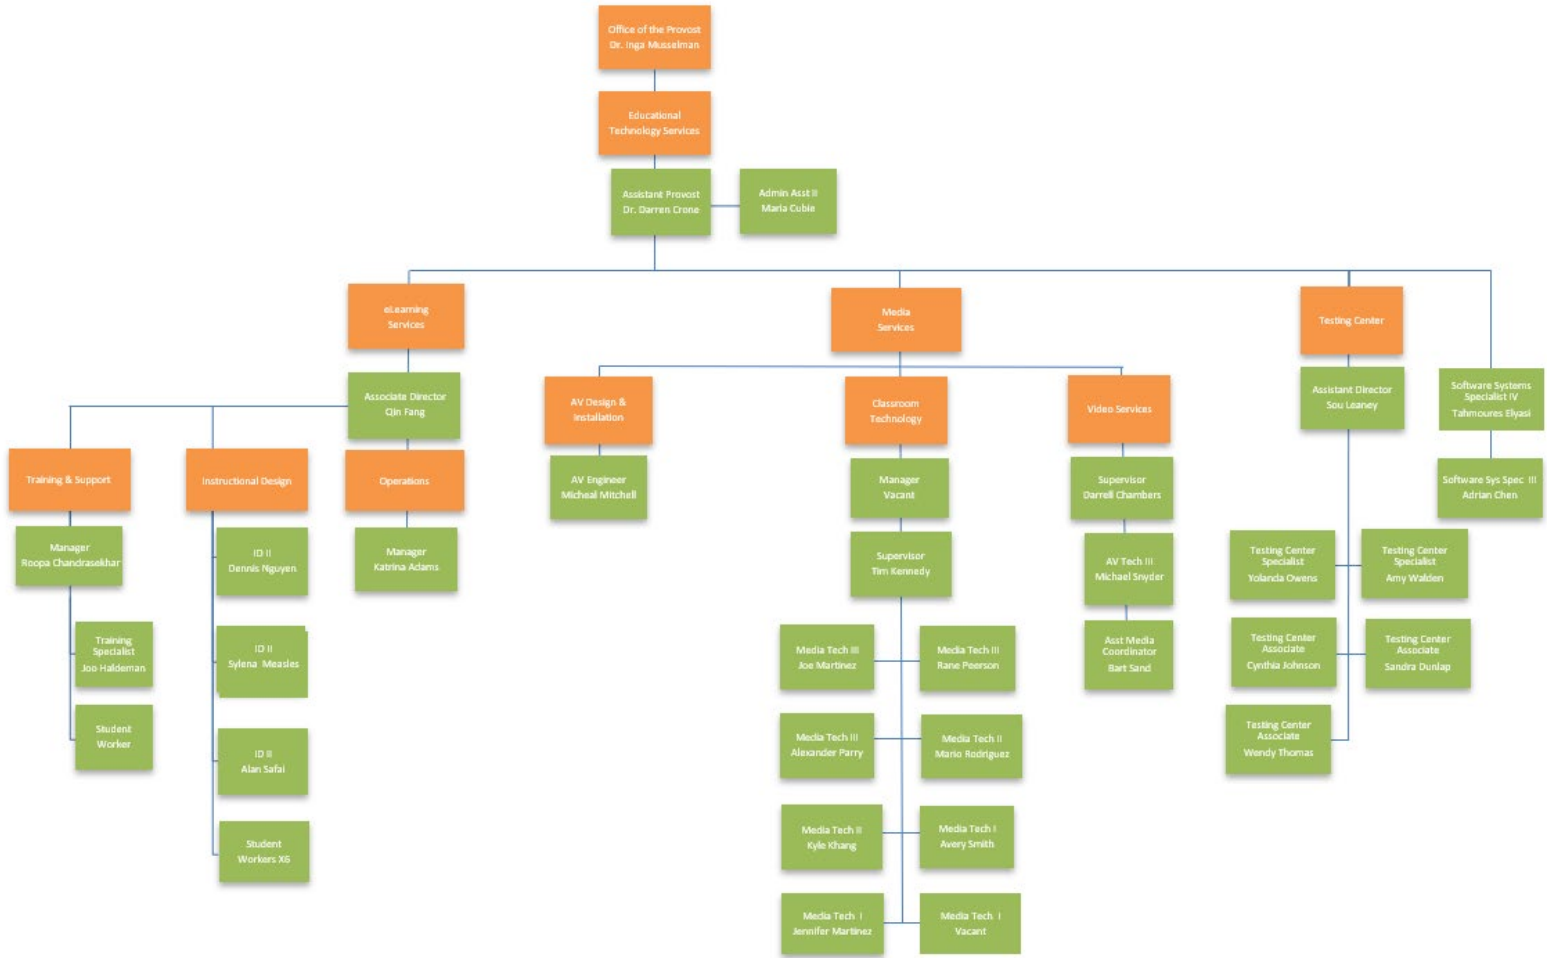 Office of the Provost
Dr. Inga Musselman
Educational
Technology Services
Assistant Provost
Dr. Darren Crone
Admin Asst II
Maria Cubie
eLearning
Services
Media
Services
Testing Center
Associate Director
Qin Fang
AV Design &
Installation
Classroom
Technology
Video Services
Assistant Director
Sou Leaney
Software Systems
Specialist IV
Tahmoures Elyasi
Training & Support
Instructional Design
Operations
AV Engineer
Micheal Mitchell
Manager
Vacant
Supervisor
Darrell Chambers
Software Sys Spec III
Adrian Chen
Manager
Roopa Chandrasekhar
ID II
Dennis Nguyen
Manager
Katrina Adams
Supervisor
Tim Kennedy
AV Tech III
Michael Snyder
Testing Center
Specialist
Yolanda Owens
Testing Center
Specialist
Amy Walden
Training
Specialist
Joo Haldeman
ID II
Sylena Measles
Media Tech III
Joe Martinez
Media Tech III
Rane Peerson
Asst Media
Coordinator
Bart Sand
Testing Center
Associate
Cynthia Johnson
Testing Center
Associate
Sandra Dunlap
Student
Worker
ID II
Alan Safai
Media Tech III
Alexander Parry
Media Tech II
Mario Rodriguez
Testing Center
Associate
Wendy Thomas
Student
Workers X6
Media Tech II
Kyle Khang
Media Tech I
Avery Smith
Media Tech I
Jennifer Martinez
Media Tech I
Vacant